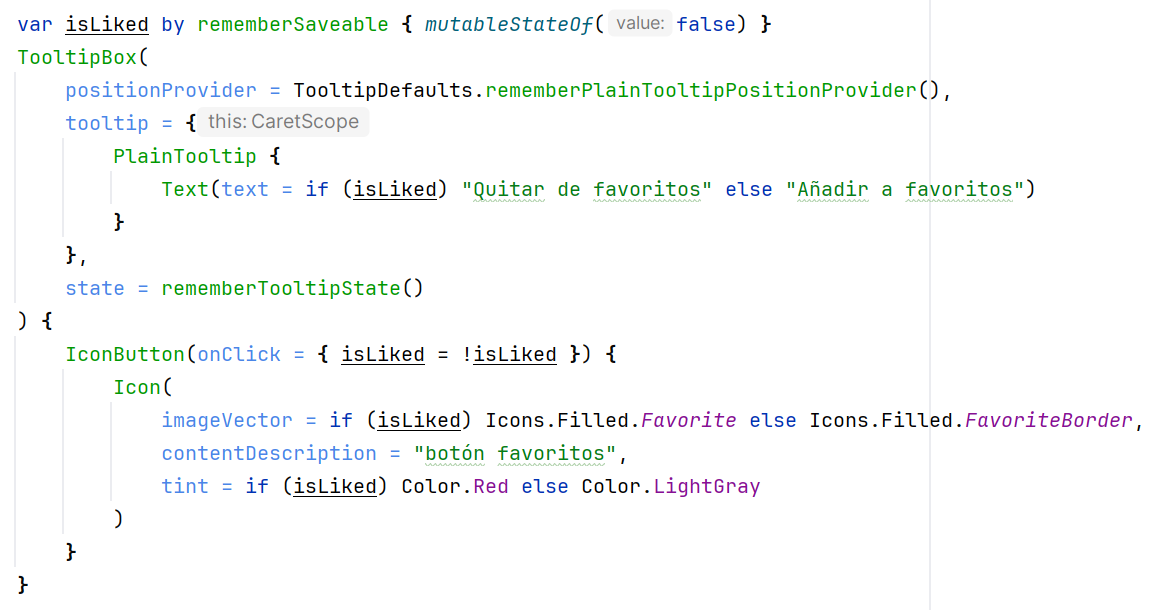 var isLiked by rememberSaveable { mutableStateOf( value: false) }
TooltipBox(
    positionProvider = TooltipDefaults.rememberPlainTooltipPositionProvider(),
    tooltip = { this: CaretScope
        PlainTooltip {
            Text(text = if (isLiked) "Quitar de favoritos" else "Añadir a favoritos")
        }
    },
    state = rememberTooltipState()
) {
    IconButton(onClick = { isLiked = !isLiked }) {
        Icon(
            imageVector = if (isLiked) Icons.Filled.Favorite else Icons.Filled.FavoriteBorder,
            contentDescription = "botón favoritos",
            tint = if (isLiked) Color.Red else Color.LightGray
        )
    }
}